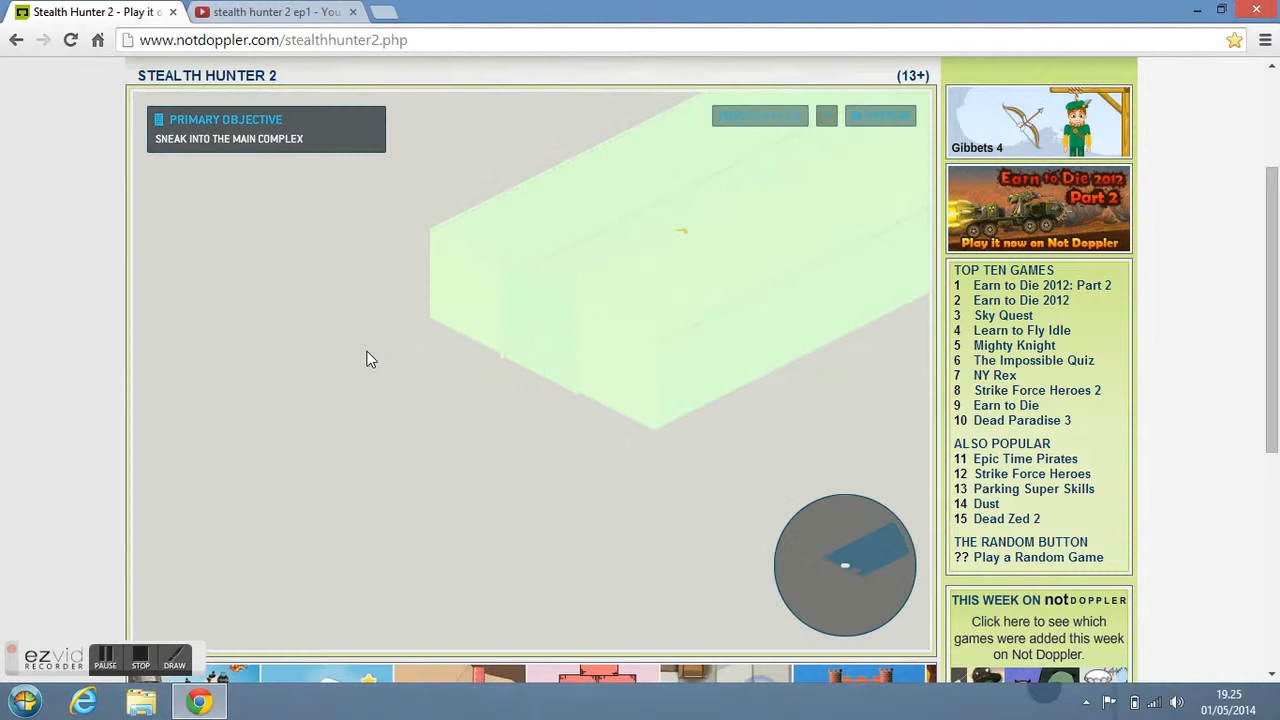 Stealth Hunter 2 - Play it o
stealth hunter 2 ep1 - You
www.notdoppler.com/stealthhunter2.php
STEALTH HUNTER 2
(13+)
PRIMARY OBJECTIVE
SNEAK INTO THE MAIN COMPLEX
Gibbets 4
Earn to Die 2012
Part 2
Play it now on Not Doppler
TOP TEN GAMES
1 Earn to Die 2012: Part 2
2 Earn to Die 2012
3 Sky Quest
4 Learn to Fly Idle
5 Mighty Knight
6 The Impossible Quiz
7 NY Rex
8 Strike Force Heroes 2
9 Earn to Die
10 Dead Paradise 3
ALSO POPULAR
11 Epic Time Pirates
12 Strike Force Heroes
13 Parking Super Skills
14 Dust
15 Dead Zed 2
THE RANDOM BUTTON
?? Play a Random Game
THIS WEEK ON notDOPPLER
Click here to see which
games were added this week
on Not Doppler.
ezvid
RECORDER
PAUSE
STOP
DRAW
19.25
01/05/2014